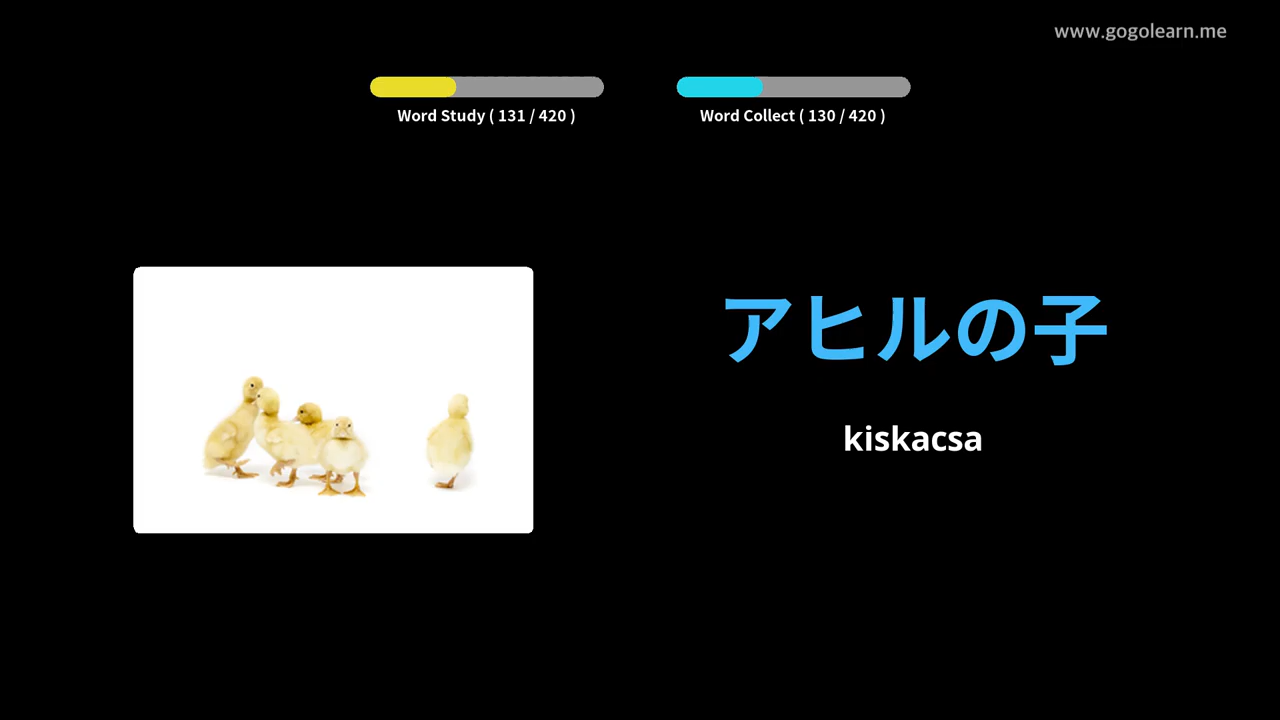 www.gogolearn.me
Word Study ( 131 / 420 )
Word Collect ( 130 / 420 )
アヒルの子
kiskacsa